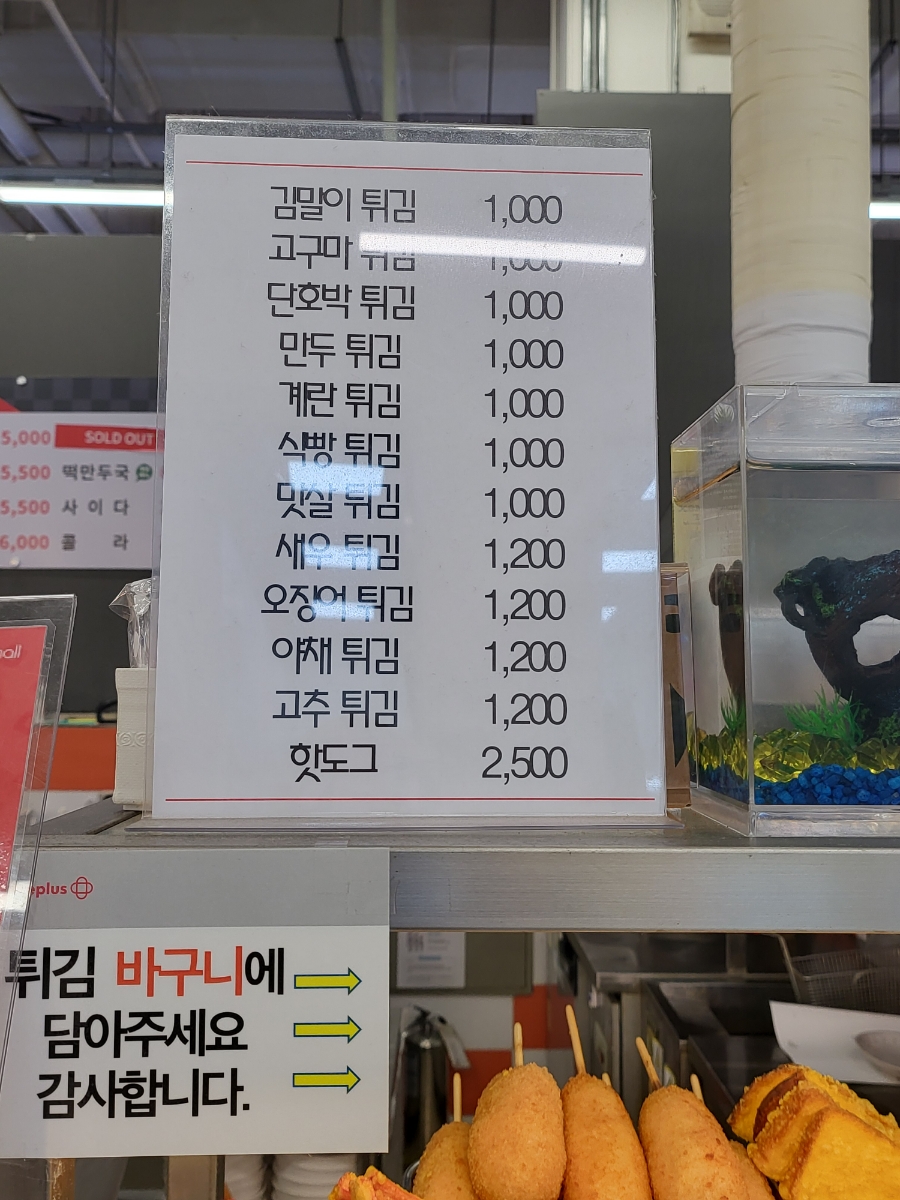 김말이 튀김 1,000
고구마 튀김 1,000
단호박 튀김 1,000
만두 튀김 1,000
계란 튀김 1,000
식빵 튀김 1,000
맛살 튀김 1,000
새우 튀김 1,200
오징어 튀김 1,200
야채 튀김 1,200
고추 튀김 1,200
핫도그 2,500
5,000 SOLD OUT
5,500 떡만두국
5,500 사이다
6,000 콜라
all
eplus
튀김 바구니에
담아주세요
감사합니다.